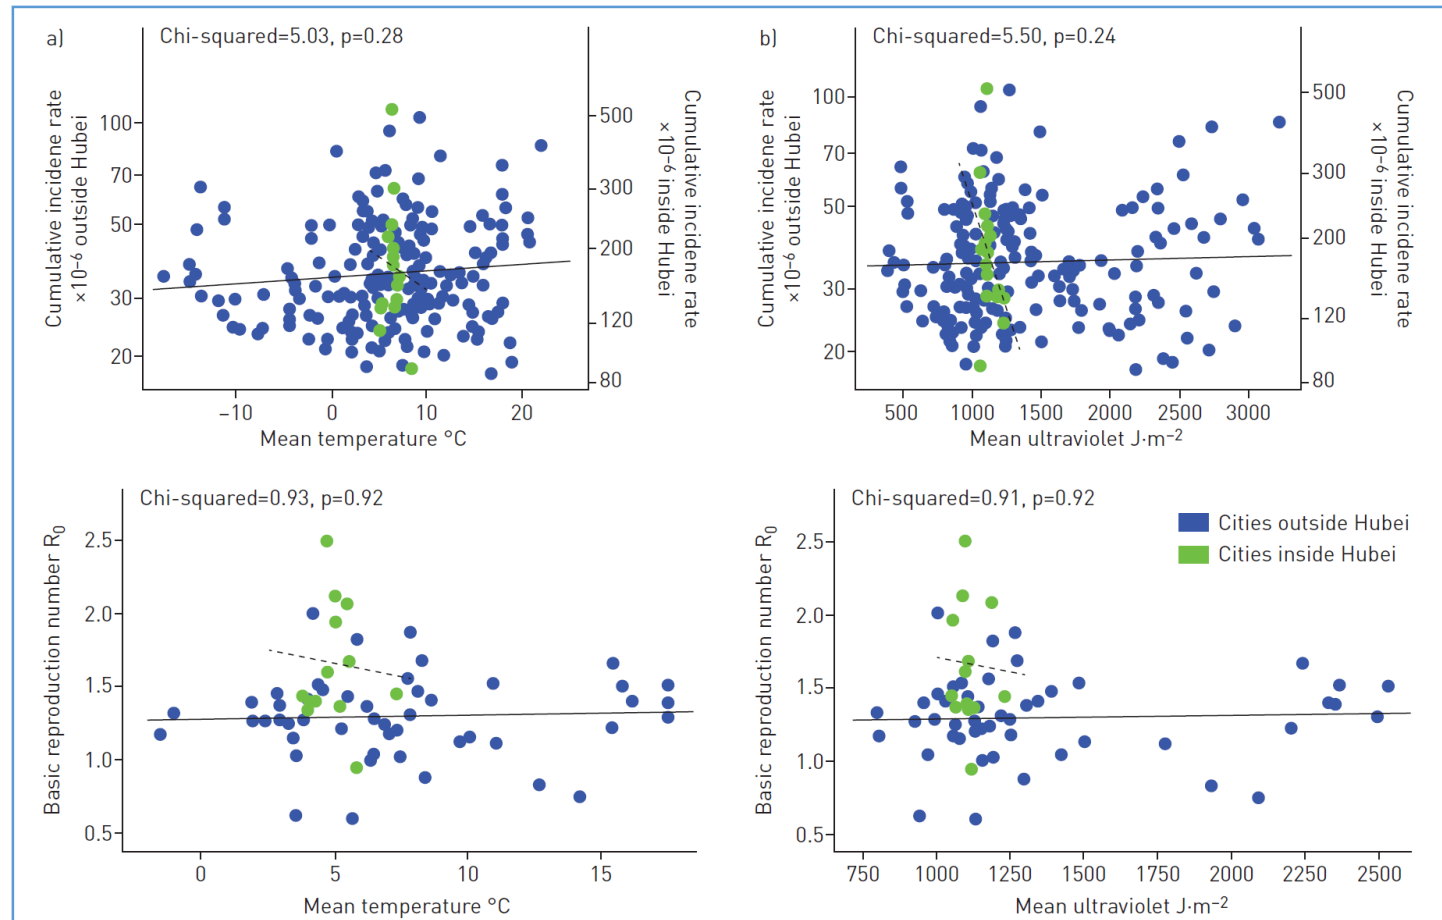 a)
Chi-squared=5.03, p=0.28
Cumulative incidene rate
×10⁻⁶ outside Hubei
100
70
50
30
20
500
300
200
120
80
Cumulative incidene rate
×10⁻⁶ inside Hubei
−10 0 10 20
Mean temperature °C
b)
Chi-squared=5.50, p=0.24
Cumulative incidene rate
×10⁻⁶ outside Hubei
100
70
50
30
20
500
300
200
120
80
Cumulative incidene rate
×10⁻⁶ inside Hubei
500 1000 1500 2000 2500 3000
Mean ultraviolet J·m⁻²
Chi-squared=0.93, p=0.92
Basic reproduction number R₀
2.5
2.0
1.5
1.0
0.5
0 5 10 15
Mean temperature °C
Chi-squared=0.91, p=0.92
Cities outside Hubei
Cities inside Hubei
Basic reproduction number R₀
2.5
2.0
1.5
1.0
0.5
750 1000 1250 1500 1750 2000 2250 2500
Mean ultraviolet J·m⁻²